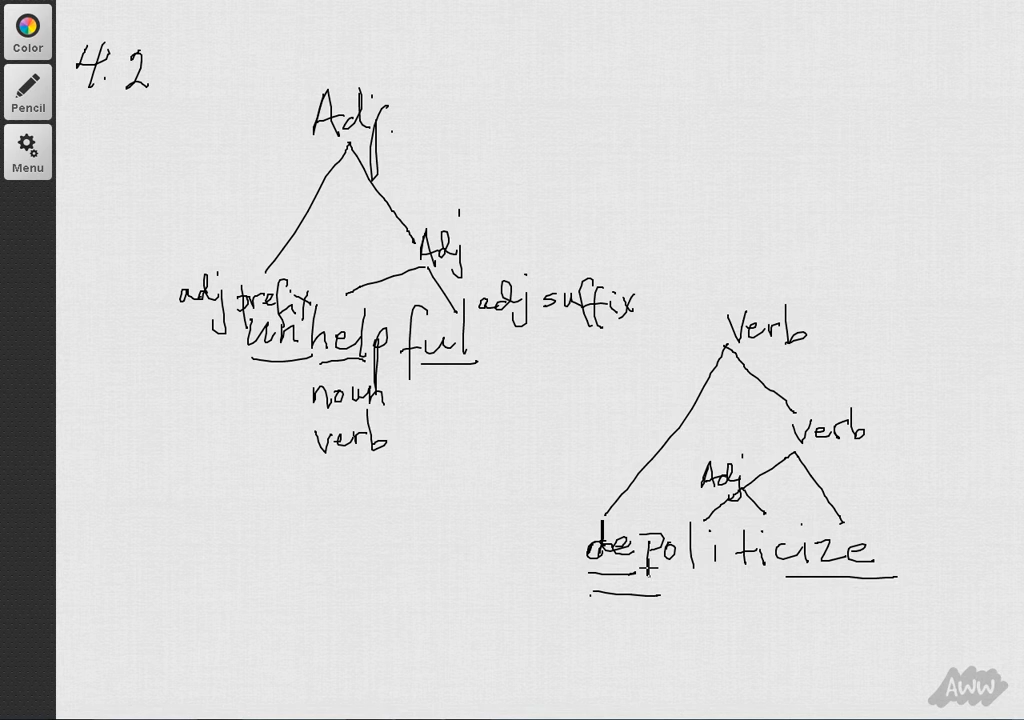 Color
Pencil
Menu
4.2
Adj.
Adj
adj prefix
adj suffix
unhelpful
noun
verb
Verb
Verb
Adj
depoliticize
AWW